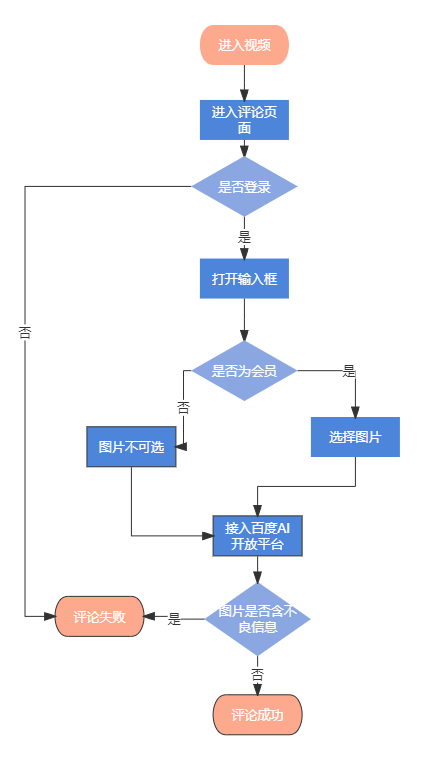 进入视频
进入评论页
面
是否登录
是
打开输入框
否
是否为会员
是
否
选择图片
图片不可选
接入百度AI
开放平台
图片是否含不
良信息
是
评论失败
否
评论成功